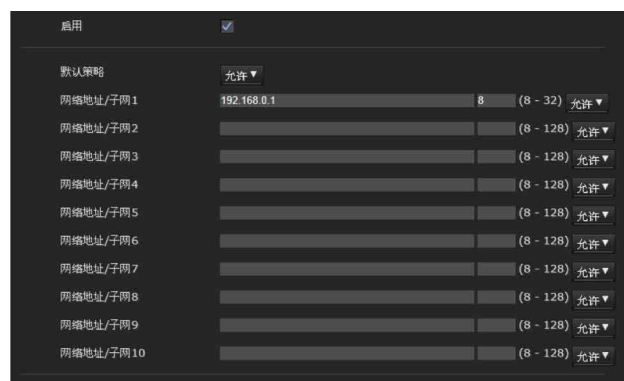 启用
默认策略 允许▼
网络地址/子网1 192.168.0.1 8 (8 - 32) 允许▼
网络地址/子网2 (8 - 128) 允许▼
网络地址/子网3 (8 - 128) 允许▼
网络地址/子网4 (8 - 128) 允许▼
网络地址/子网5 (8 - 128) 允许▼
网络地址/子网6 (8 - 128) 允许▼
网络地址/子网7 (8 - 128) 允许▼
网络地址/子网8 (8 - 128) 允许▼
网络地址/子网9 (8 - 128) 允许▼
网络地址/子网10 (8 - 128) 允许▼